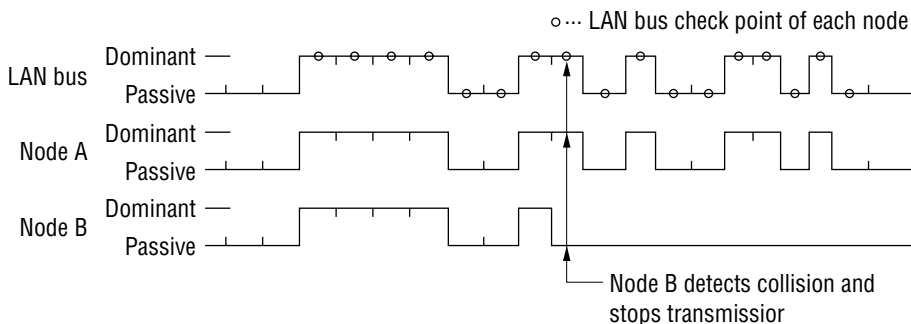 ○ ··· LAN bus check point of each node
Dominant
LAN bus
Passive
Dominant
Node A
Passive
Dominant
Node B
Passive
Node B detects collision and
stops transmissior